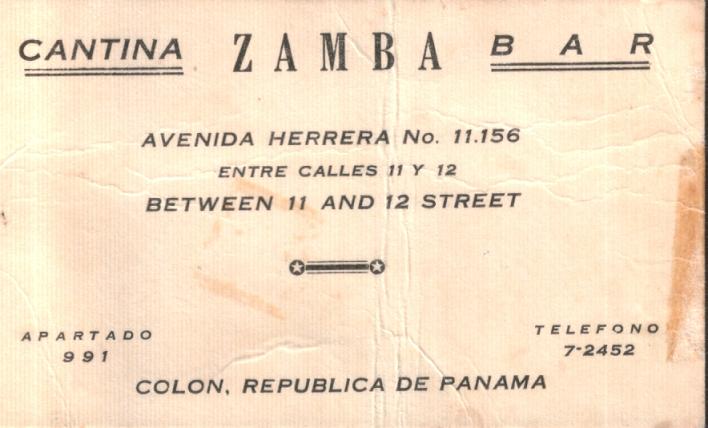 CANTINA ZAMBA BAR
AVENIDA HERRERA No. 11.156
ENTRE CALLES 11 Y 12
BETWEEN 11 AND 12 STREET
APARTADO
991
TELEFONO
7-2452
COLON, REPUBLICA DE PANAMA